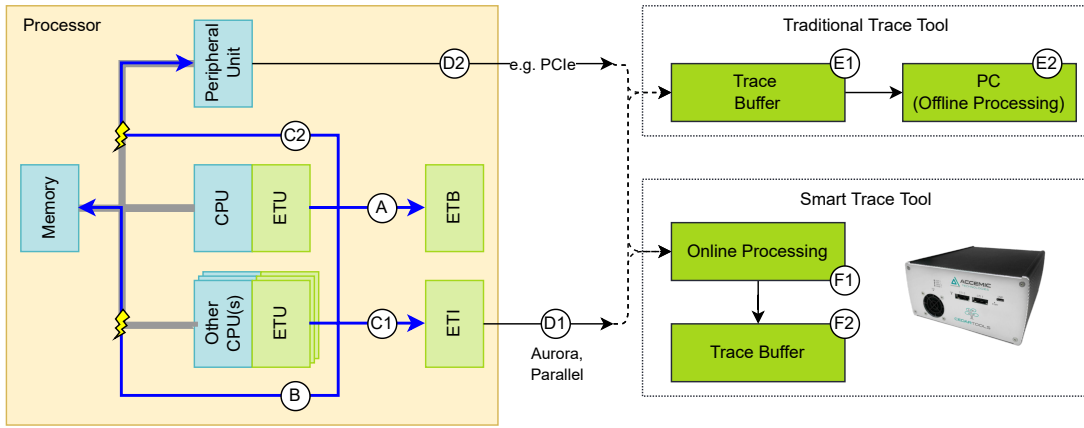 Processor
Peripheral
Unit
D2
e.g. PCIe
C2
Memory
CPU
ETU
A
ETB
Other
CPU(s)
ETU
C1
ETI
D1
Aurora,
Parallel
B
Traditional Trace Tool
Trace
Buffer
E1
PC
(Offline Processing)
E2
Smart Trace Tool
Online Processing
F1
Trace Buffer
F2
ACCEMIC
CEDARTOOLS